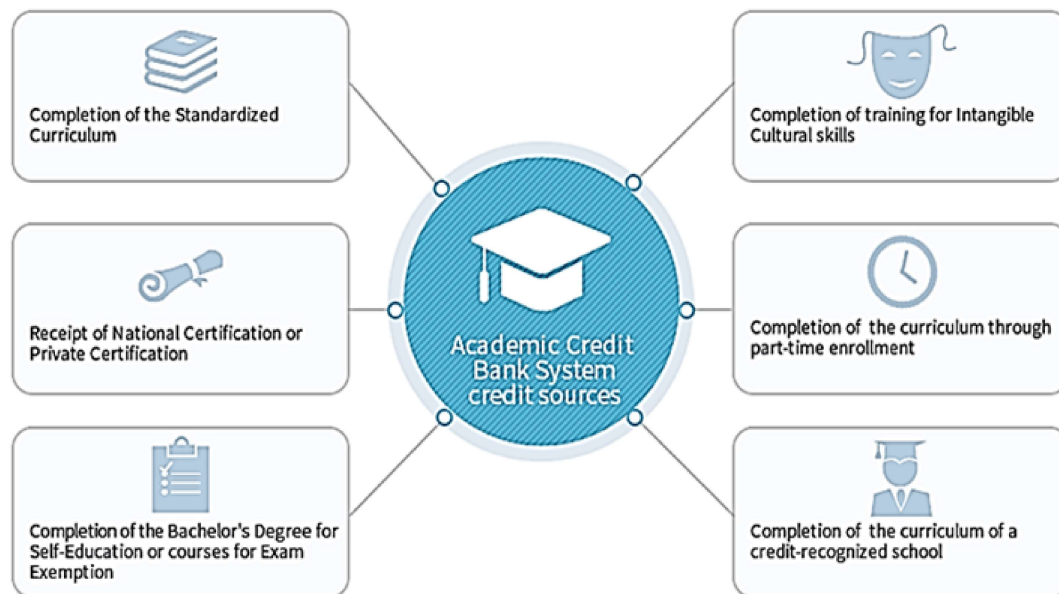 Completion of the Standardized
Curriculum
Receipt of National Certification or
Private Certification
Completion of the Bachelor's Degree for
Self-Education or courses for Exam
Exemption
Academic Credit
Bank System
credit sources
Completion of training for Intangible
Cultural skills
Completion of the curriculum through
part-time enrollment
Completion of the curriculum of a
credit-recognized school